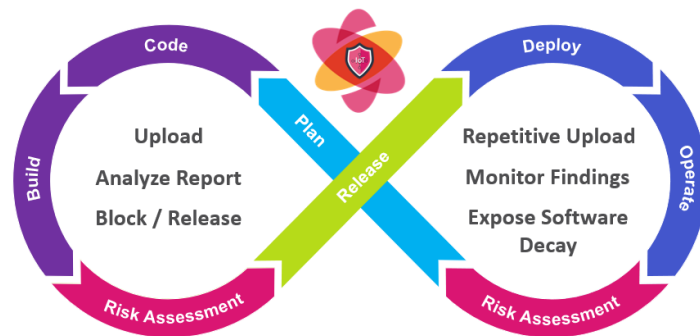 Code
IoT
Deploy
Plan
Build
Upload
Analyze Report
Block / Release
Release
Repetitive Upload
Monitor Findings
Expose Software
Decay
Operate
Risk Assessment
Risk Assessment